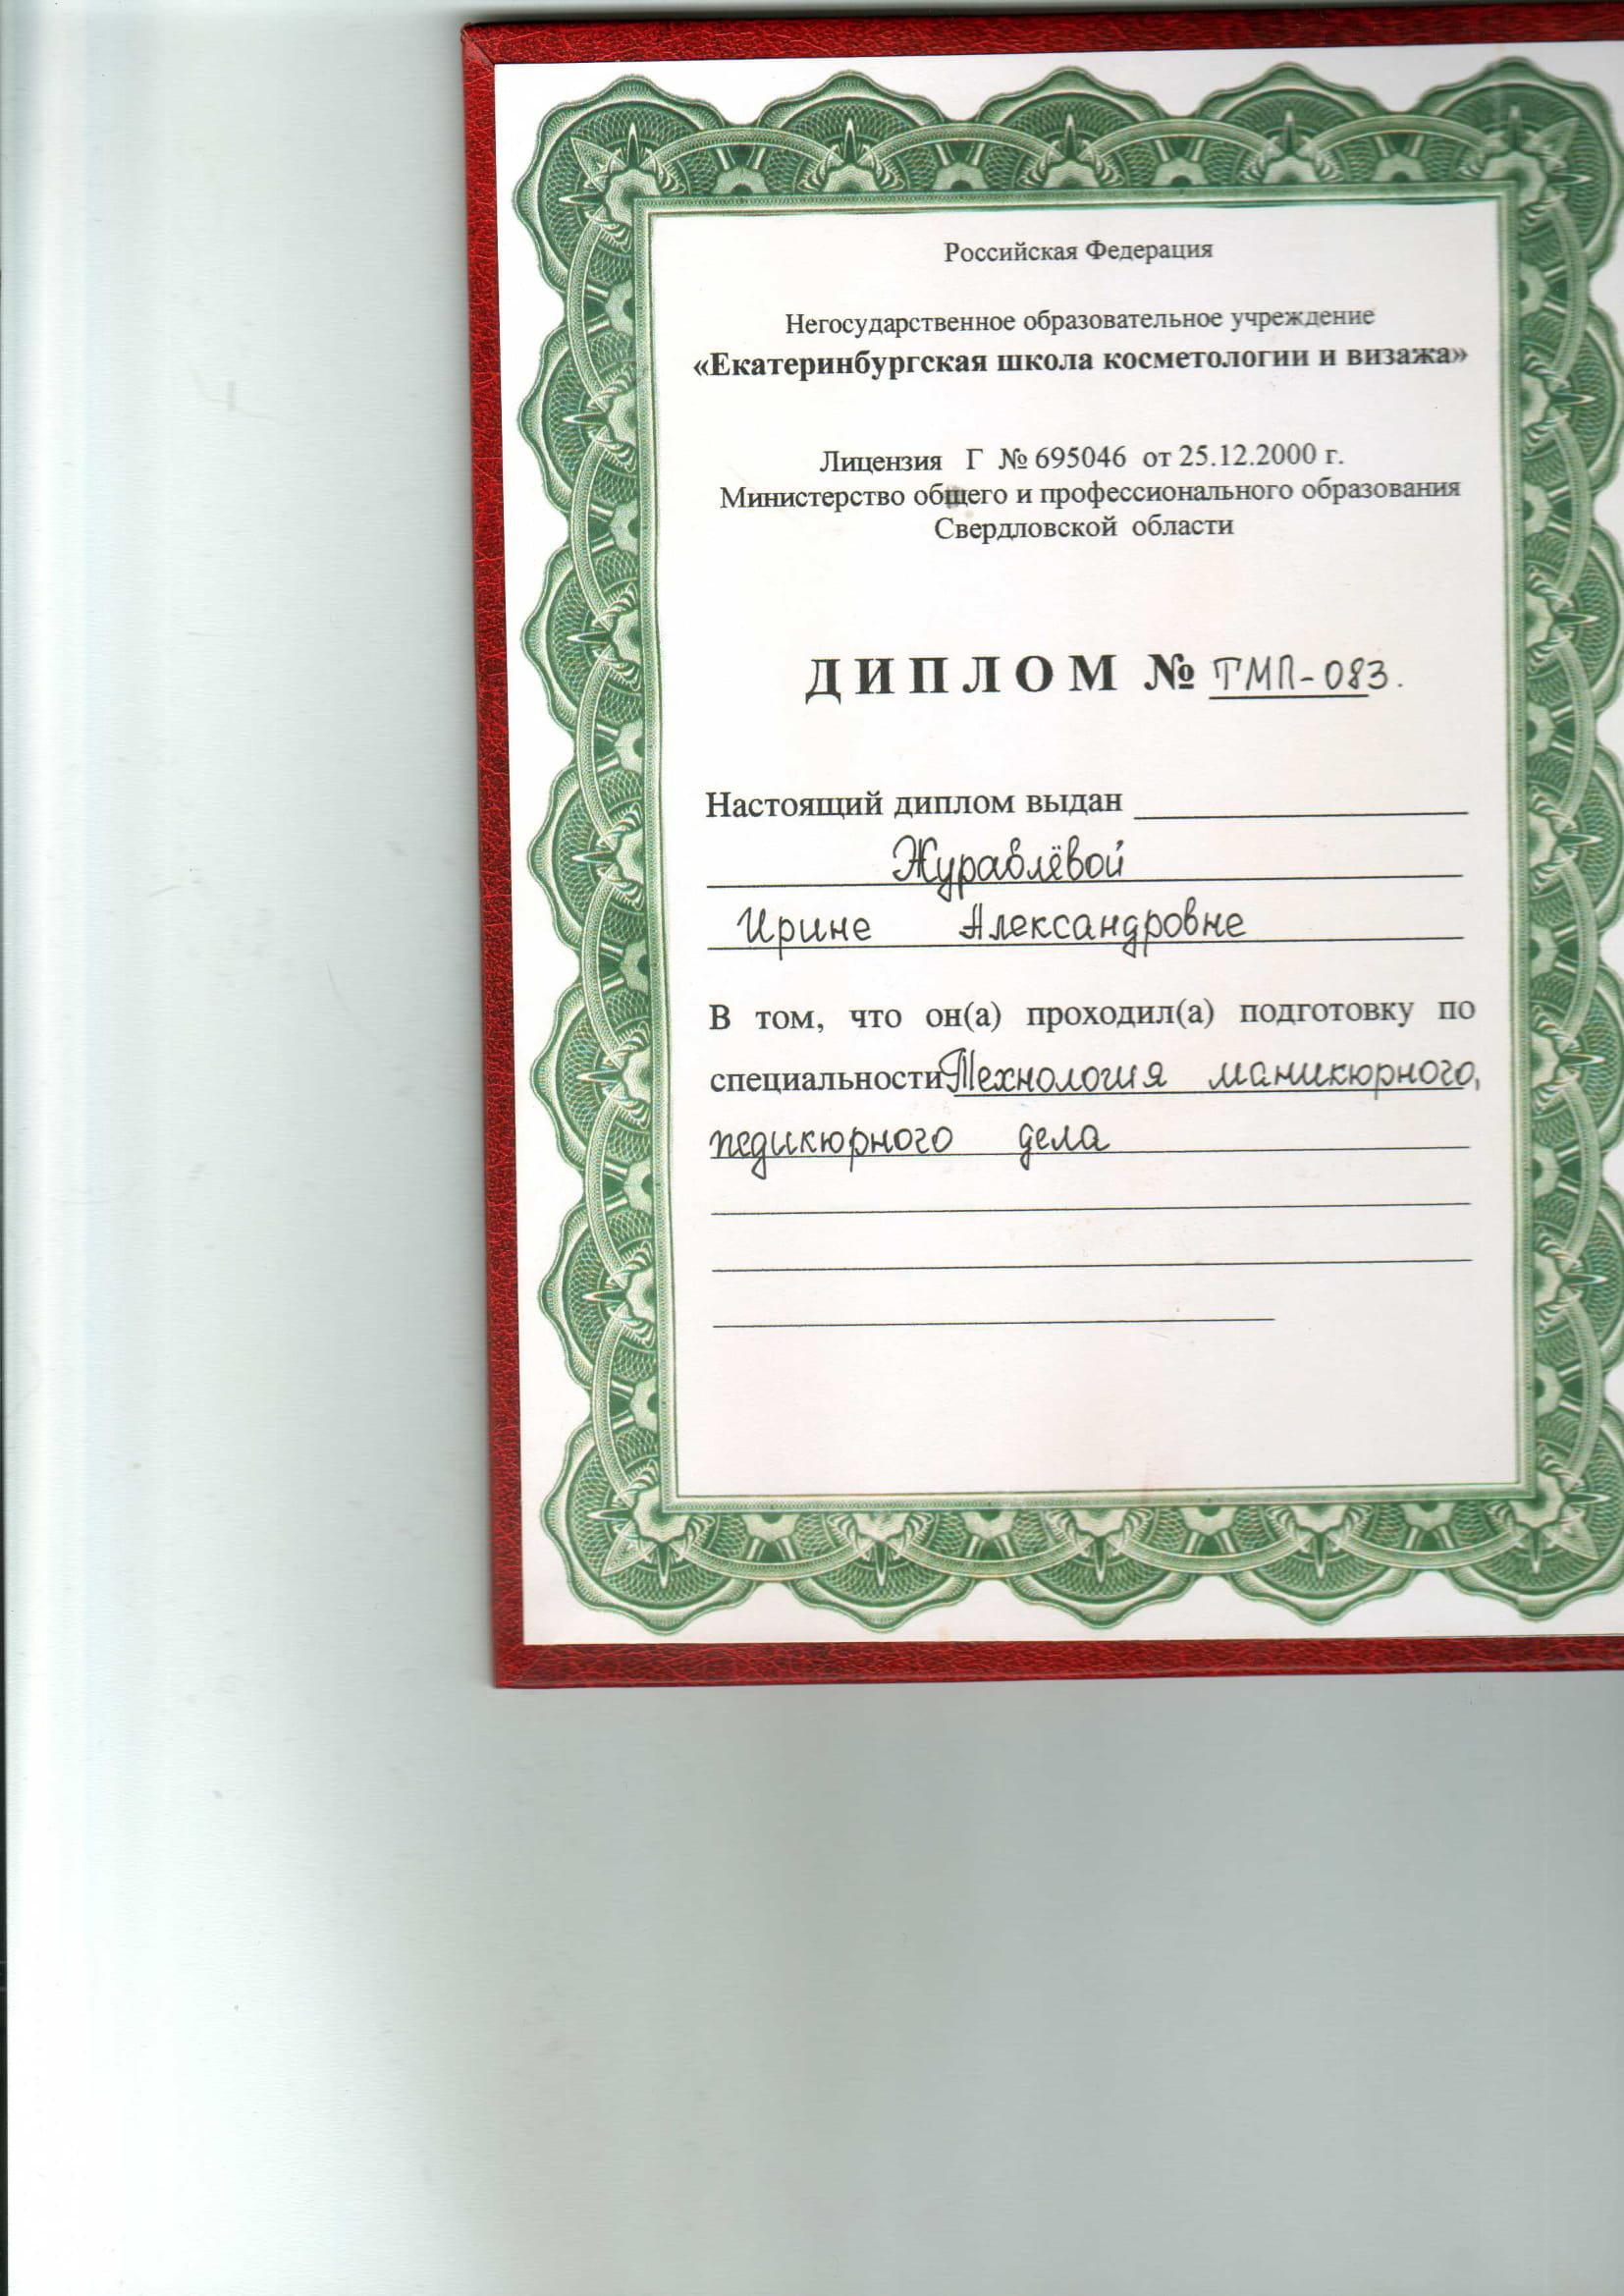 Российская Федерация
Негосударственное образовательное учреждение
«Екатеринбургская школа косметологии и визажа»
Лицензия Г № 695046 от 25.12.2000 г.
Министерство общего и профессионального образования
Свердловской области
ДИПЛОМ № ТМП-083.
Настоящий диплом выдан
Журавлёвой
Ирине Александровне
В том, что он(а) проходил(а) подготовку по
специальности Технология маникюрного,
педикюрного дела